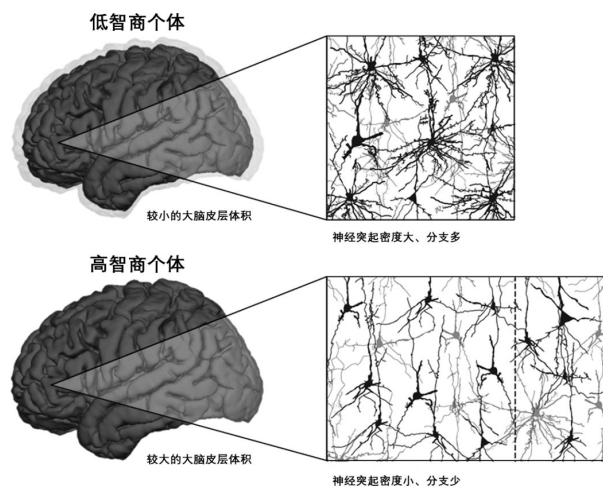 低智商个体
较小的大脑皮层体积
神经突起密度大、分支多
高智商个体
较大的大脑皮层体积
神经突起密度小、分支少